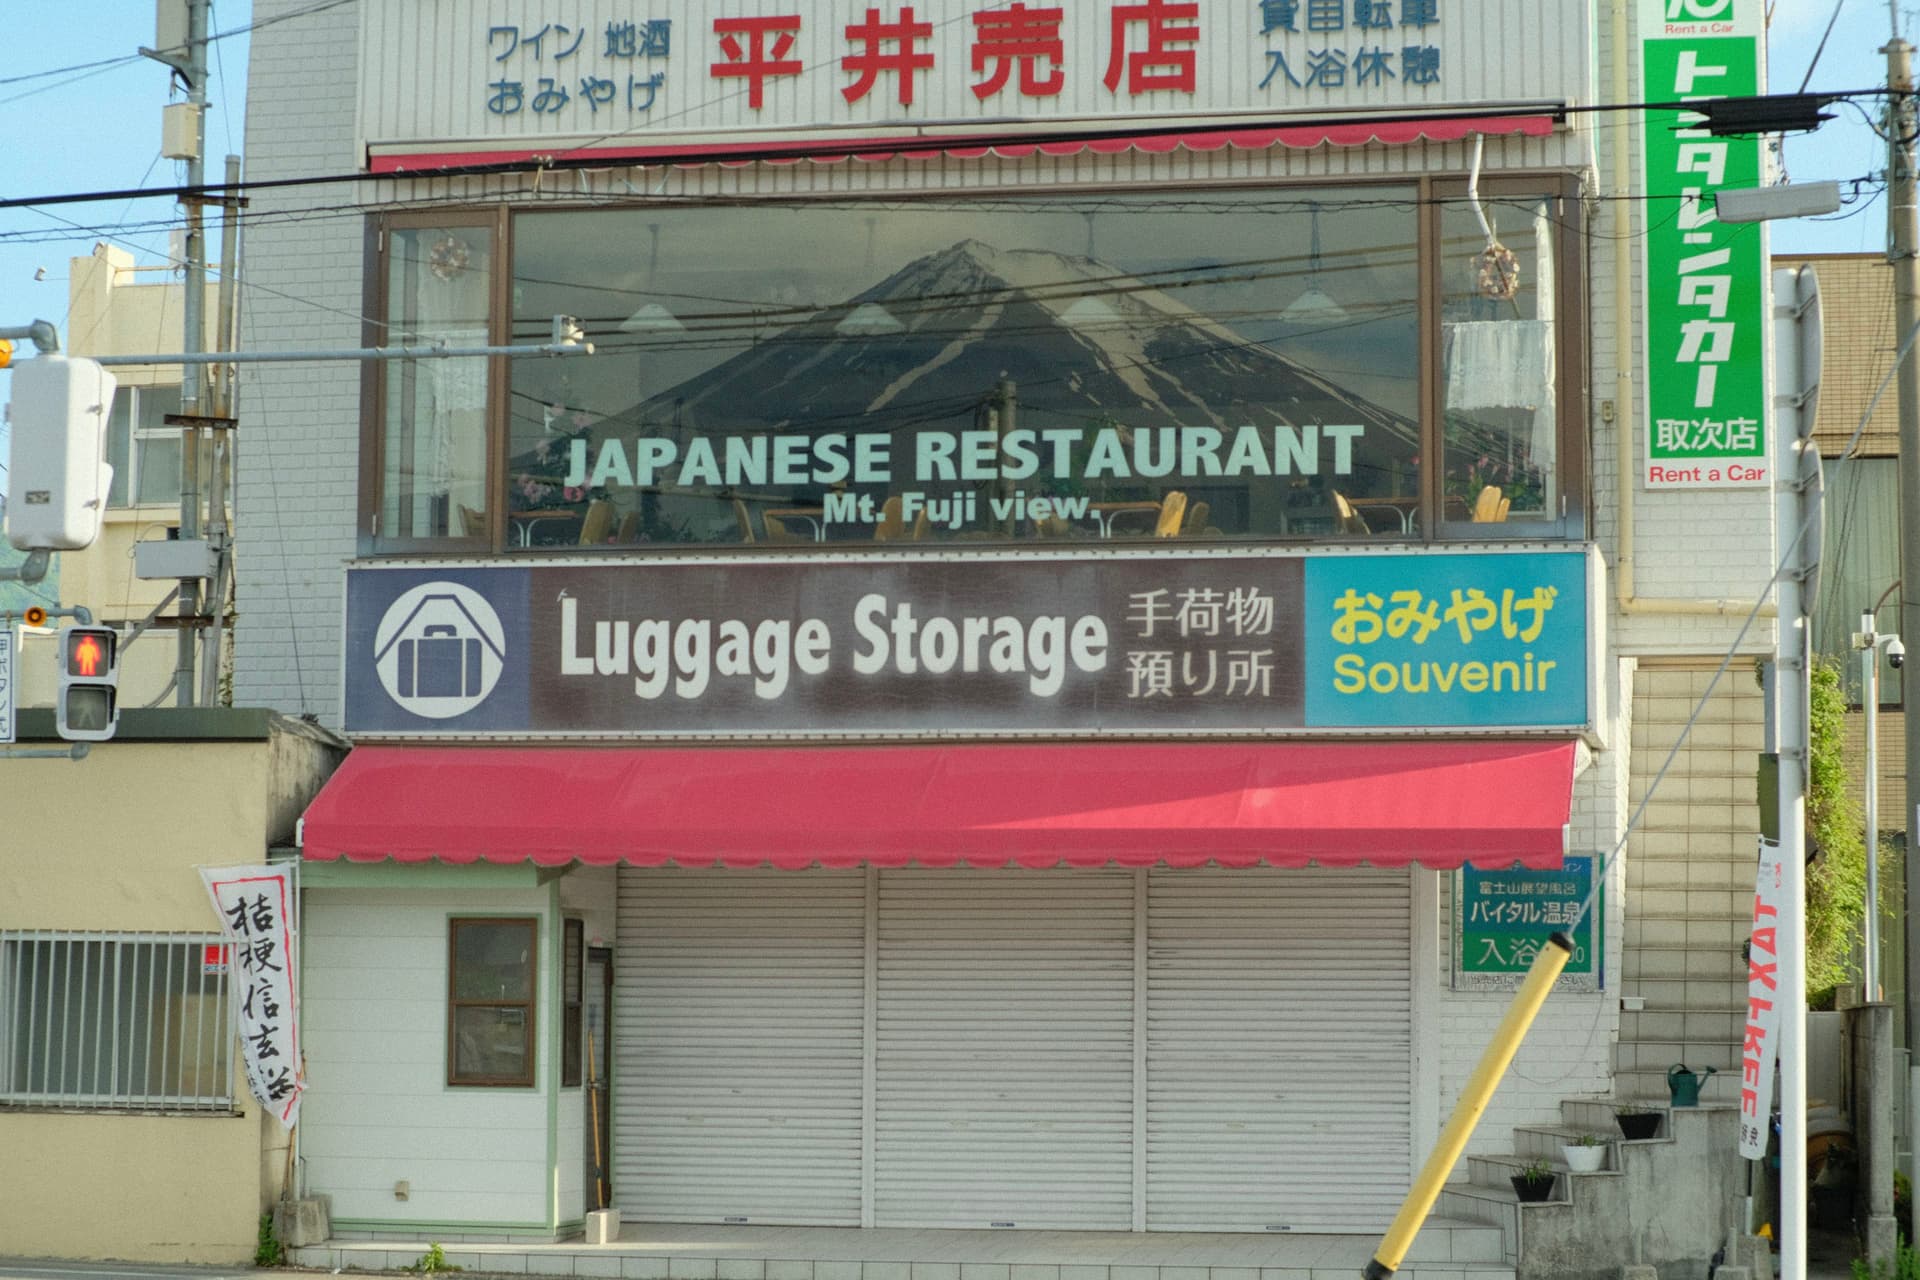 ワイン 地酒
おみやげ
平井売店
貸自転車
入浴休憩
Rent a Car
トヨタレンタカー
取次店
Rent a Car
JAPANESE RESTAURANT
Mt. Fuji view.
Luggage Storage
手荷物
預り所
おみやげ
Souvenir
桔梗信玄
富士山展望風呂
バイタル温泉
入浴
TAX FREE